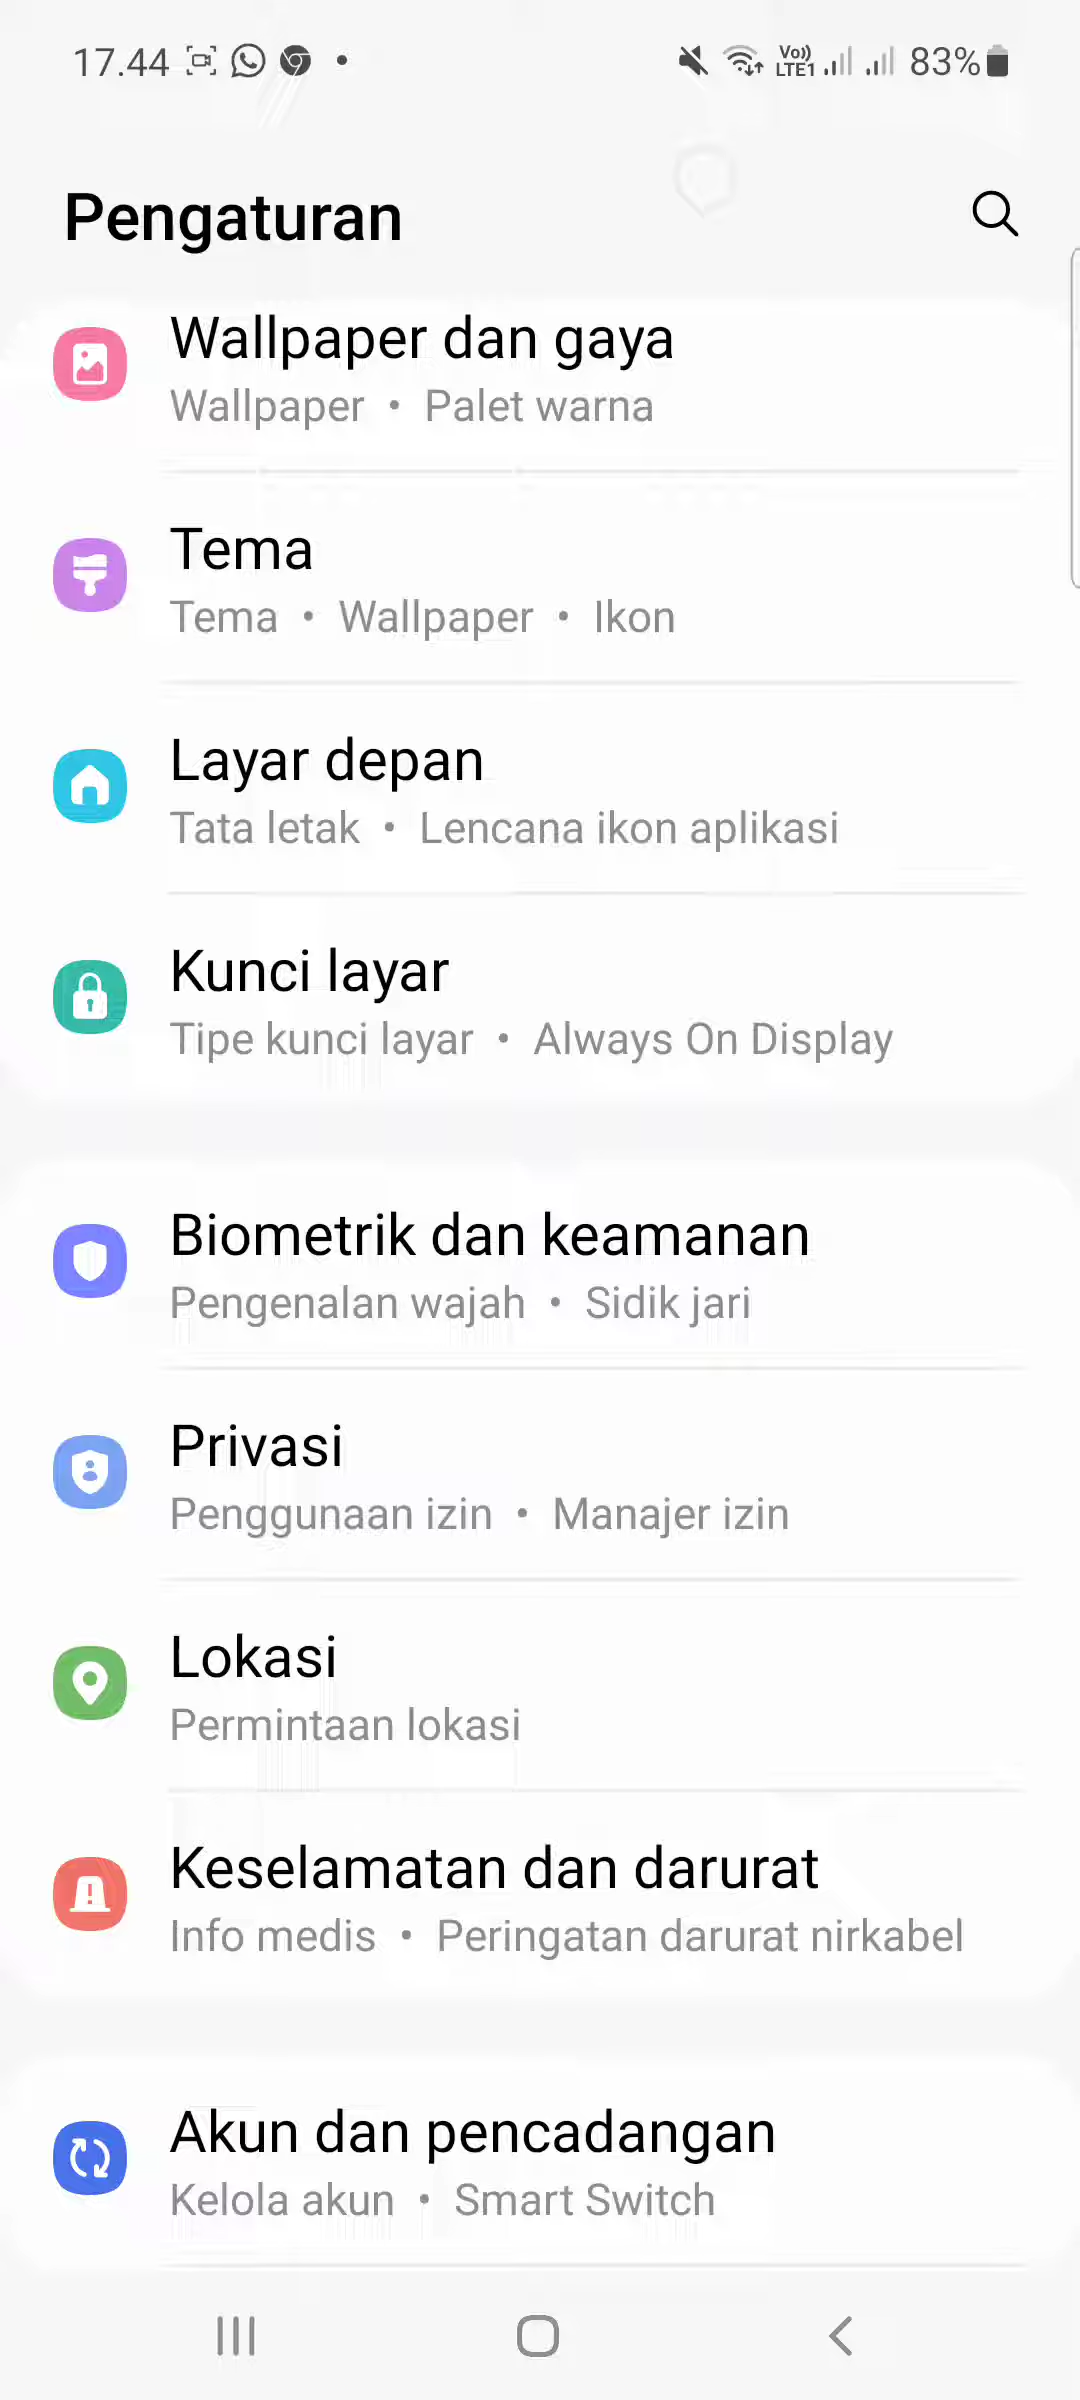 17.44
Vo)) LTE1 83%
Pengaturan
Wallpaper dan gaya
Wallpaper • Palet warna
Tema
Tema • Wallpaper • Ikon
Layar depan
Tata letak • Lencana ikon aplikasi
Kunci layar
Tipe kunci layar • Always On Display
Biometrik dan keamanan
Pengenalan wajah • Sidik jari
Privasi
Penggunaan izin • Manajer izin
Lokasi
Permintaan lokasi
Keselamatan dan darurat
Info medis • Peringatan darurat nirkabel
Akun dan pencadangan
Kelola akun • Smart Switch